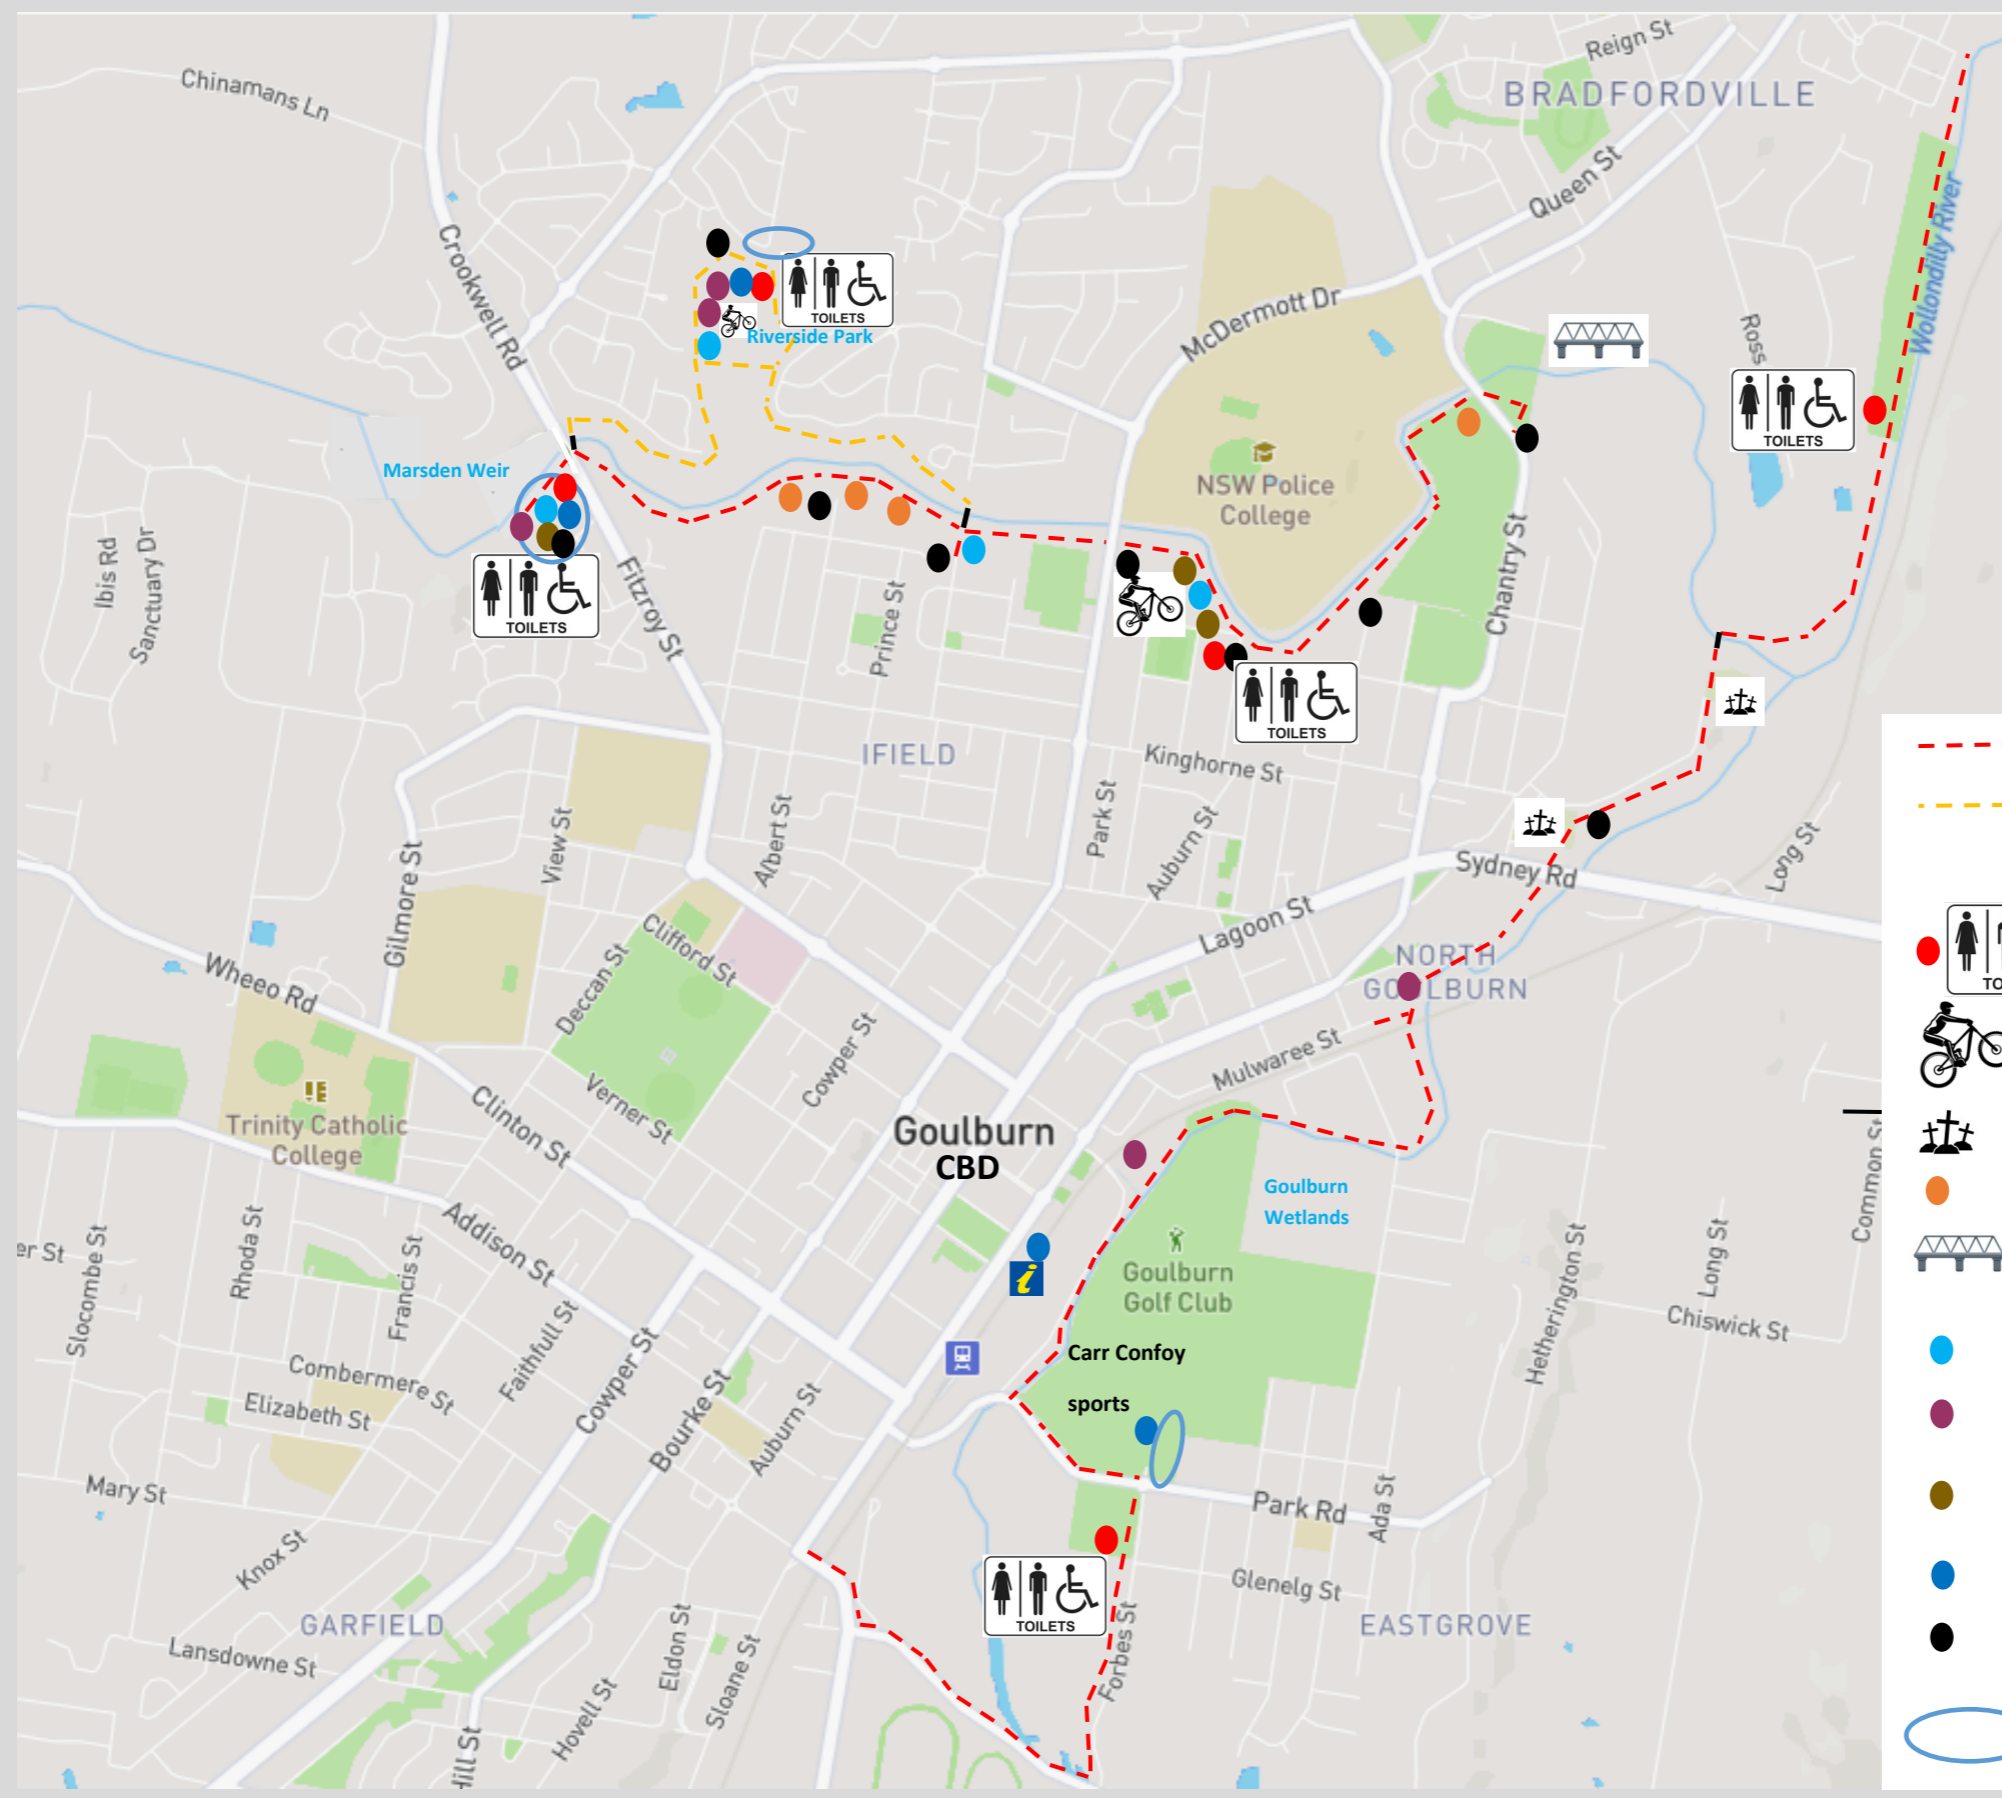 Reign St
BRADFORDVILLE
Chinamans Ln
Queen St
Wollondilly River
Crookwell Rd
TOILETS
Riverside Park
McDermott Dr
Ross
TOILETS
Marsden Weir
NSW Police
College
Chantry St
Ibis Rd
Sanctuary Dr
TOILETS
Fitzroy St
Prince St
TOILETS
IFIELD
Kinghorne St
Park St
Auburn St
View St
Albert St
Gilmore St
Sydney Rd
Long St
Lagoon St
Clifford St
Deccan St
Wheeo Rd
NORTH
GOULBURN
TO
Cowper St
Mulwaree St
Verner St
Clinton St
Trinity Catholic
College
Goulburn
CBD
Goulburn
Wetlands
Common St
Addison St
er St
Slocombe St
Rhoda St
Francis St
Faithfull St
Goulburn
Golf Club
Hetherington St
Long St
Chiswick St
Carr Confoy
sports
Combermere St
Elizabeth St
Cowper St
Bourke St
Auburn St
Mary St
Knox St
Park Rd
Ada St
Glenelg St
TOILETS
Forbes St
EASTGROVE
GARFIELD
Lansdowne St
Eldon St
Sloane St
Hovell St
Hill St